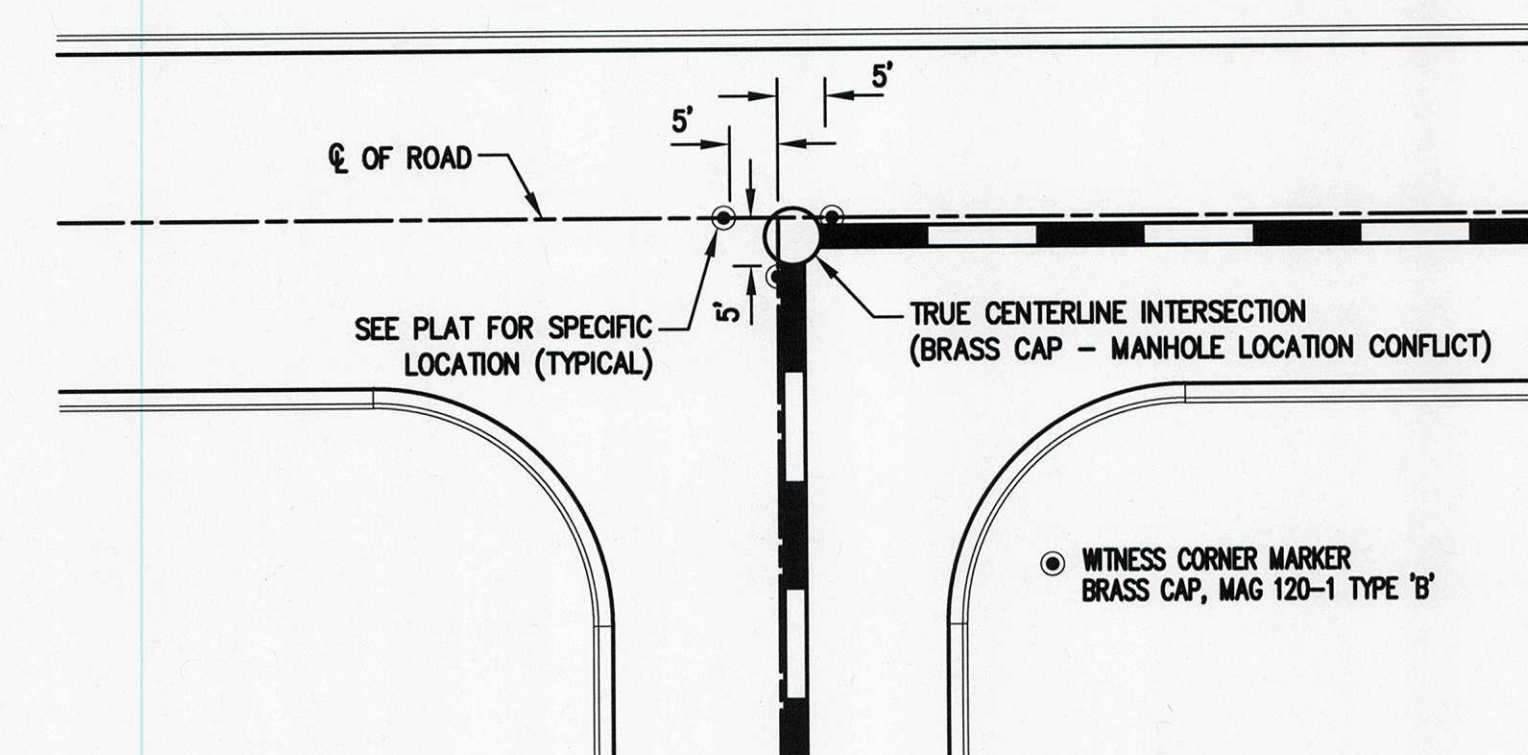 5'
5'
℄ OF ROAD
5'
SEE PLAT FOR SPECIFIC
LOCATION (TYPICAL)
TRUE CENTERLINE INTERSECTION
(BRASS CAP – MANHOLE LOCATION CONFLICT)
WITNESS CORNER MARKER
BRASS CAP, MAG 120–1 TYPE 'B'